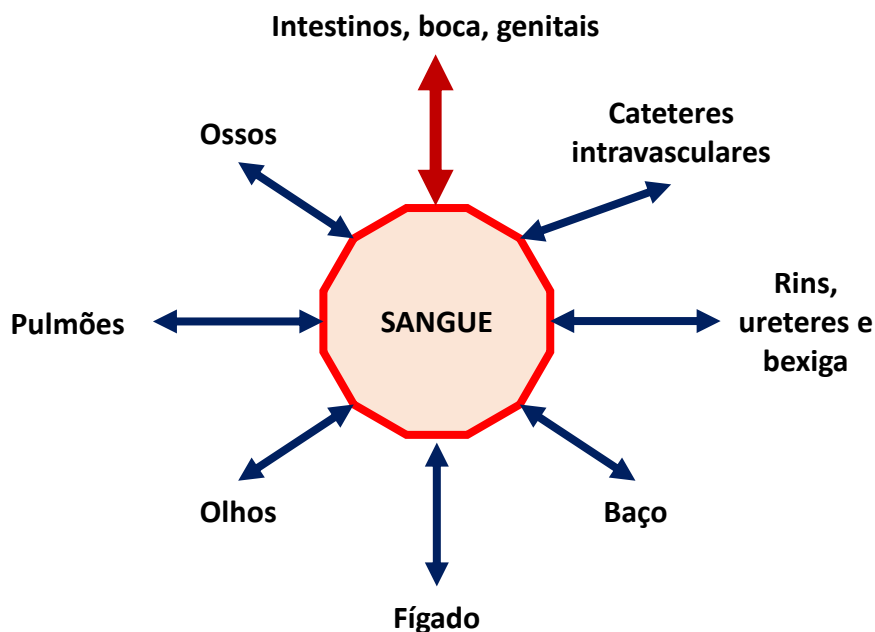 Intestinos, boca, genitais
Ossos
Cateteres
intravasculares
Pulmões
SANGUE
Rins,
ureteres e
bexiga
Olhos
Baço
Fígado